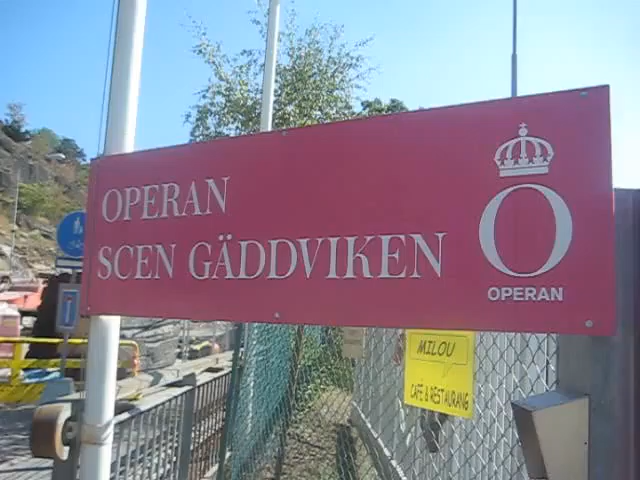 OPERAN
SCEN GÄDDVIKEN
O
OPERAN
MILOU
CAFE & RESTAURANG